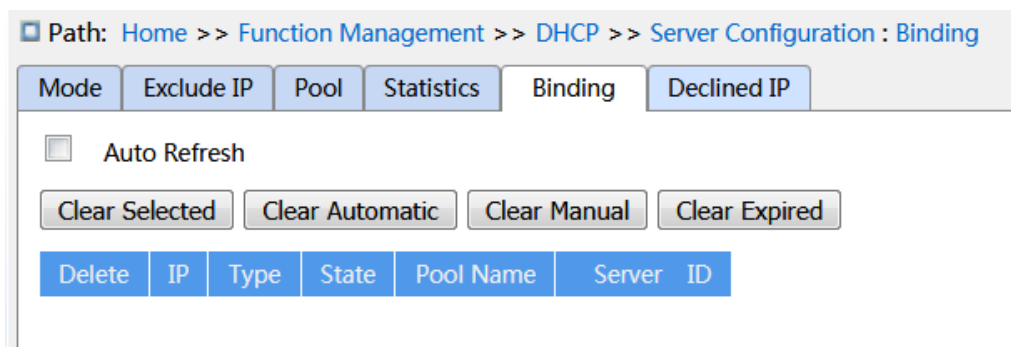 Path: Home >> Function Management >> DHCP >> Server Configuration : Binding
Mode Exclude IP Pool Statistics Binding Declined IP
Auto Refresh
Clear Selected Clear Automatic Clear Manual Clear Expired
Delete IP Type State Pool Name Server ID